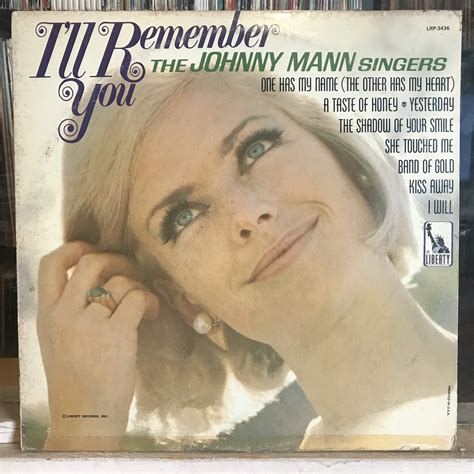 I'll Remember You
LRP-3436
THE JOHNNY MANN SINGERS
ONE HAS MY NAME (THE OTHER HAS MY HEART)
A TASTE OF HONEY * YESTERDAY
THE SHADOW OF YOUR SMILE
SHE TOUCHED ME
BAND OF GOLD
KISS AWAY
I WILL
LIBERTY
© LIBERTY RECORDS, INC.